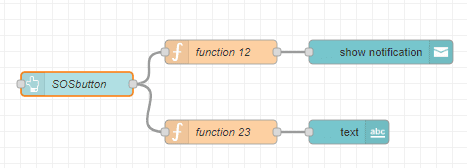 function 12
show notification
SOSbutton
function 23
text
abc